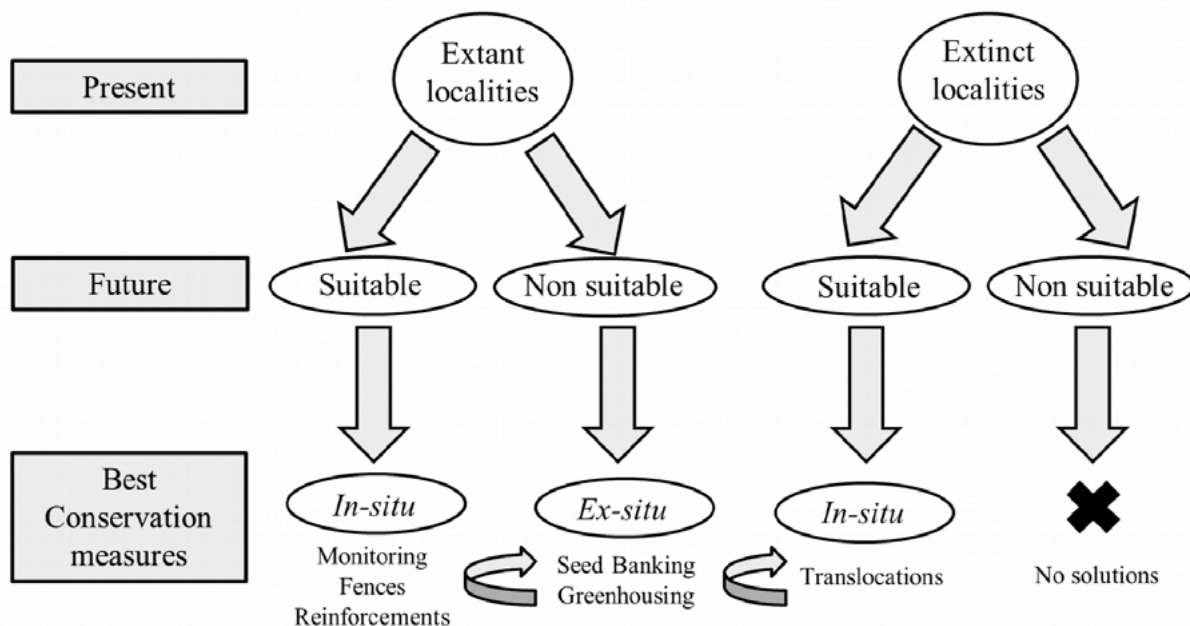 Extant
localities
Extinct
localities
Present
Future
Suitable
Non suitable
Suitable
Non suitable
Best
Conservation
measures
In-situ
Ex-situ
In-situ
Monitoring
Fences
Reinforcements
Seed Banking
Greenhousing
Translocations
No solutions